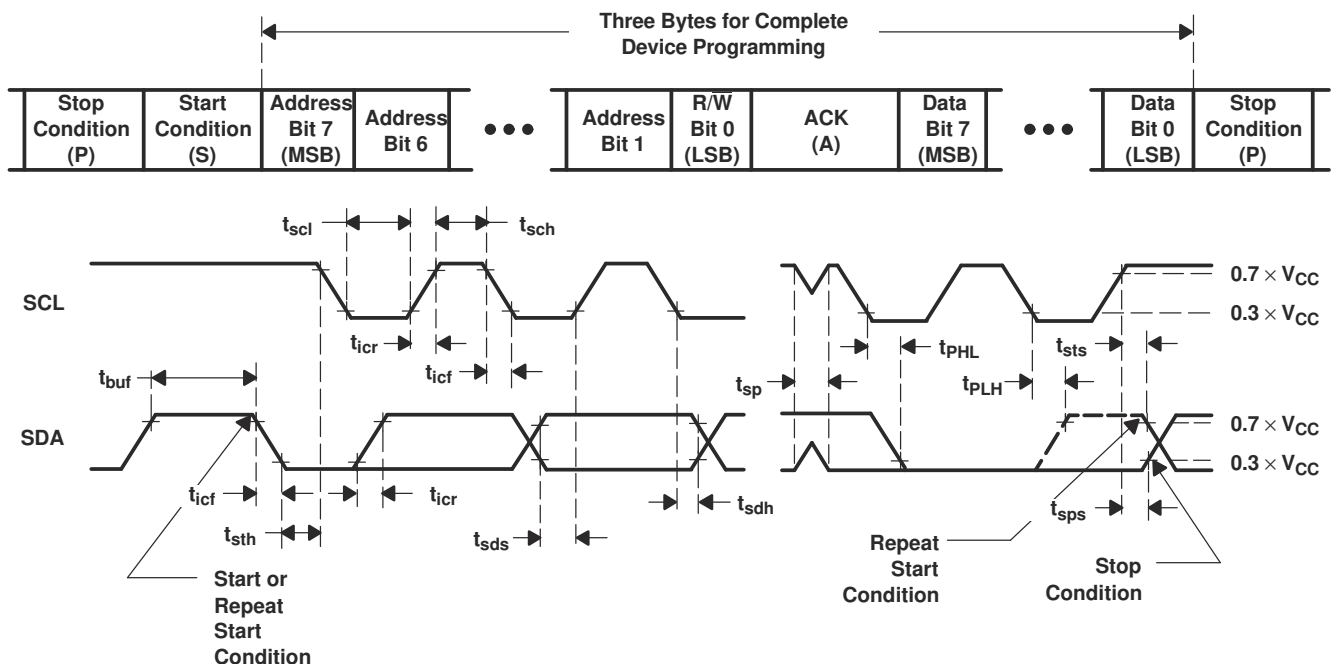 Three Bytes for Complete
Device Programming
Stop
Condition
(P)
Start
Condition
(S)
Address
Bit 7
(MSB)
Address
Bit 6
•••
Address
Bit 1
R/W̅
Bit 0
(LSB)
ACK
(A)
Data
Bit 7
(MSB)
•••
Data
Bit 0
(LSB)
Stop
Condition
(P)
tscl
tsch
SCL
0.7 × VCC
0.3 × VCC
ticr
tPHL
tsts
tbuf
ticf
tsp
tPLH
SDA
0.7 × VCC
0.3 × VCC
ticf
ticr
tsdh
tsps
tsth
tsds
Start or
Repeat
Start
Condition
Repeat
Start
Condition
Stop
Condition